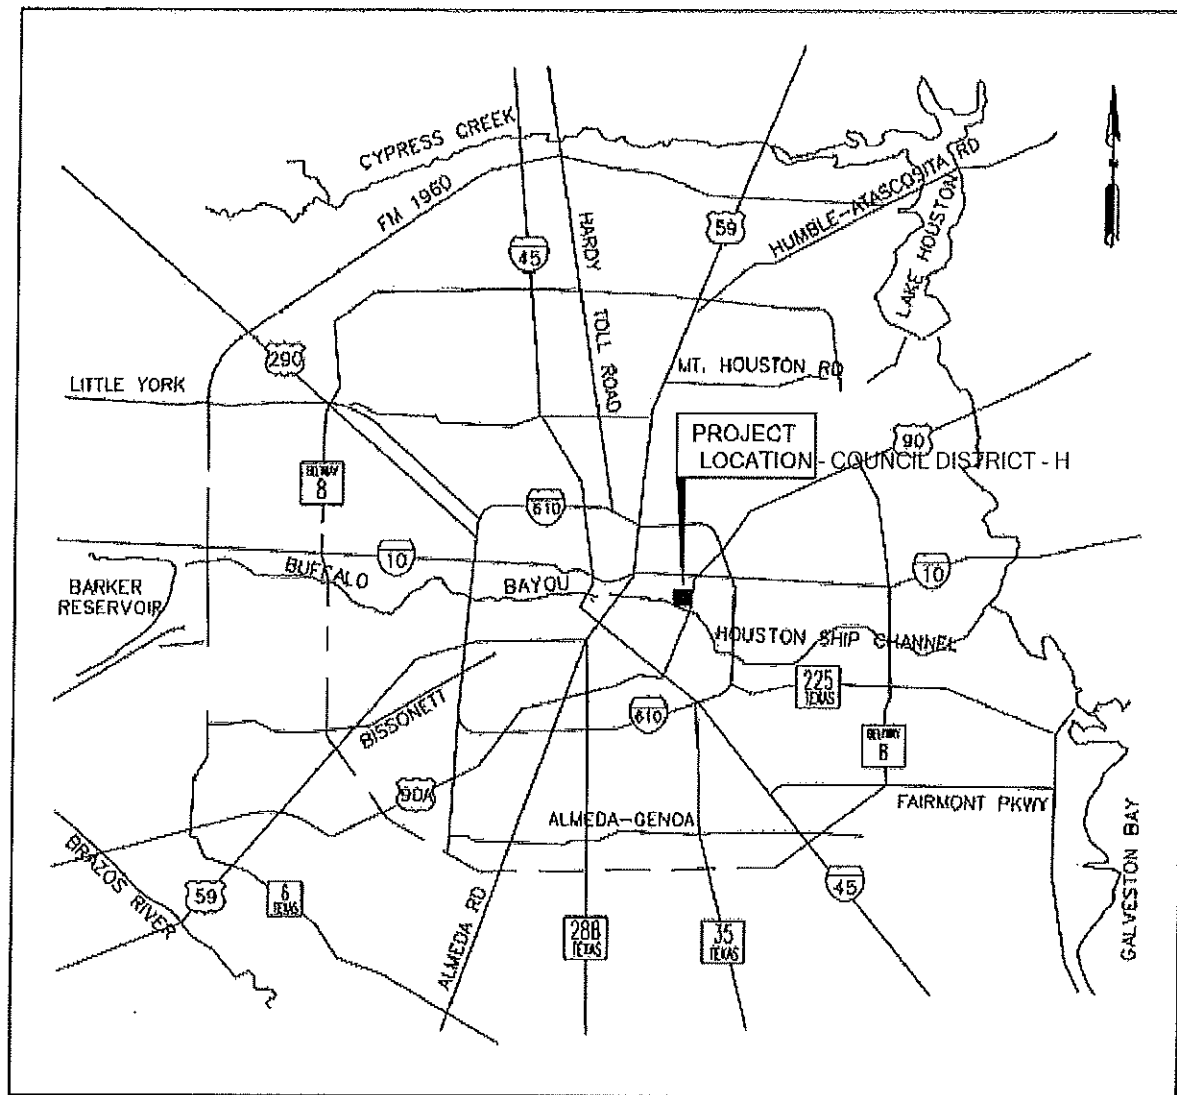 CYPRESS CREEK
FM 1960
HARDY TOLL ROAD
45
59
HUMBLE-ATASCOSITA RD
LAKE HOUSTON
290
LITTLE YORK
MT. HOUSTON RD
PROJECT
LOCATION - COUNCIL DISTRICT - H
90
8
610
10
BUFFALO BAYOU
10
BARKER
RESERVOIR
HOUSTON SHIP CHANNEL
225
TEXAS
BISSONETT
610
BELTWAY
8
90A
FAIRMONT PKWY
ALMEDA-GENOA
BRAZOS RIVER
59
6
TEXAS
ALMEDA RD
288
TEXAS
35
TEXAS
45
GALVESTON BAY